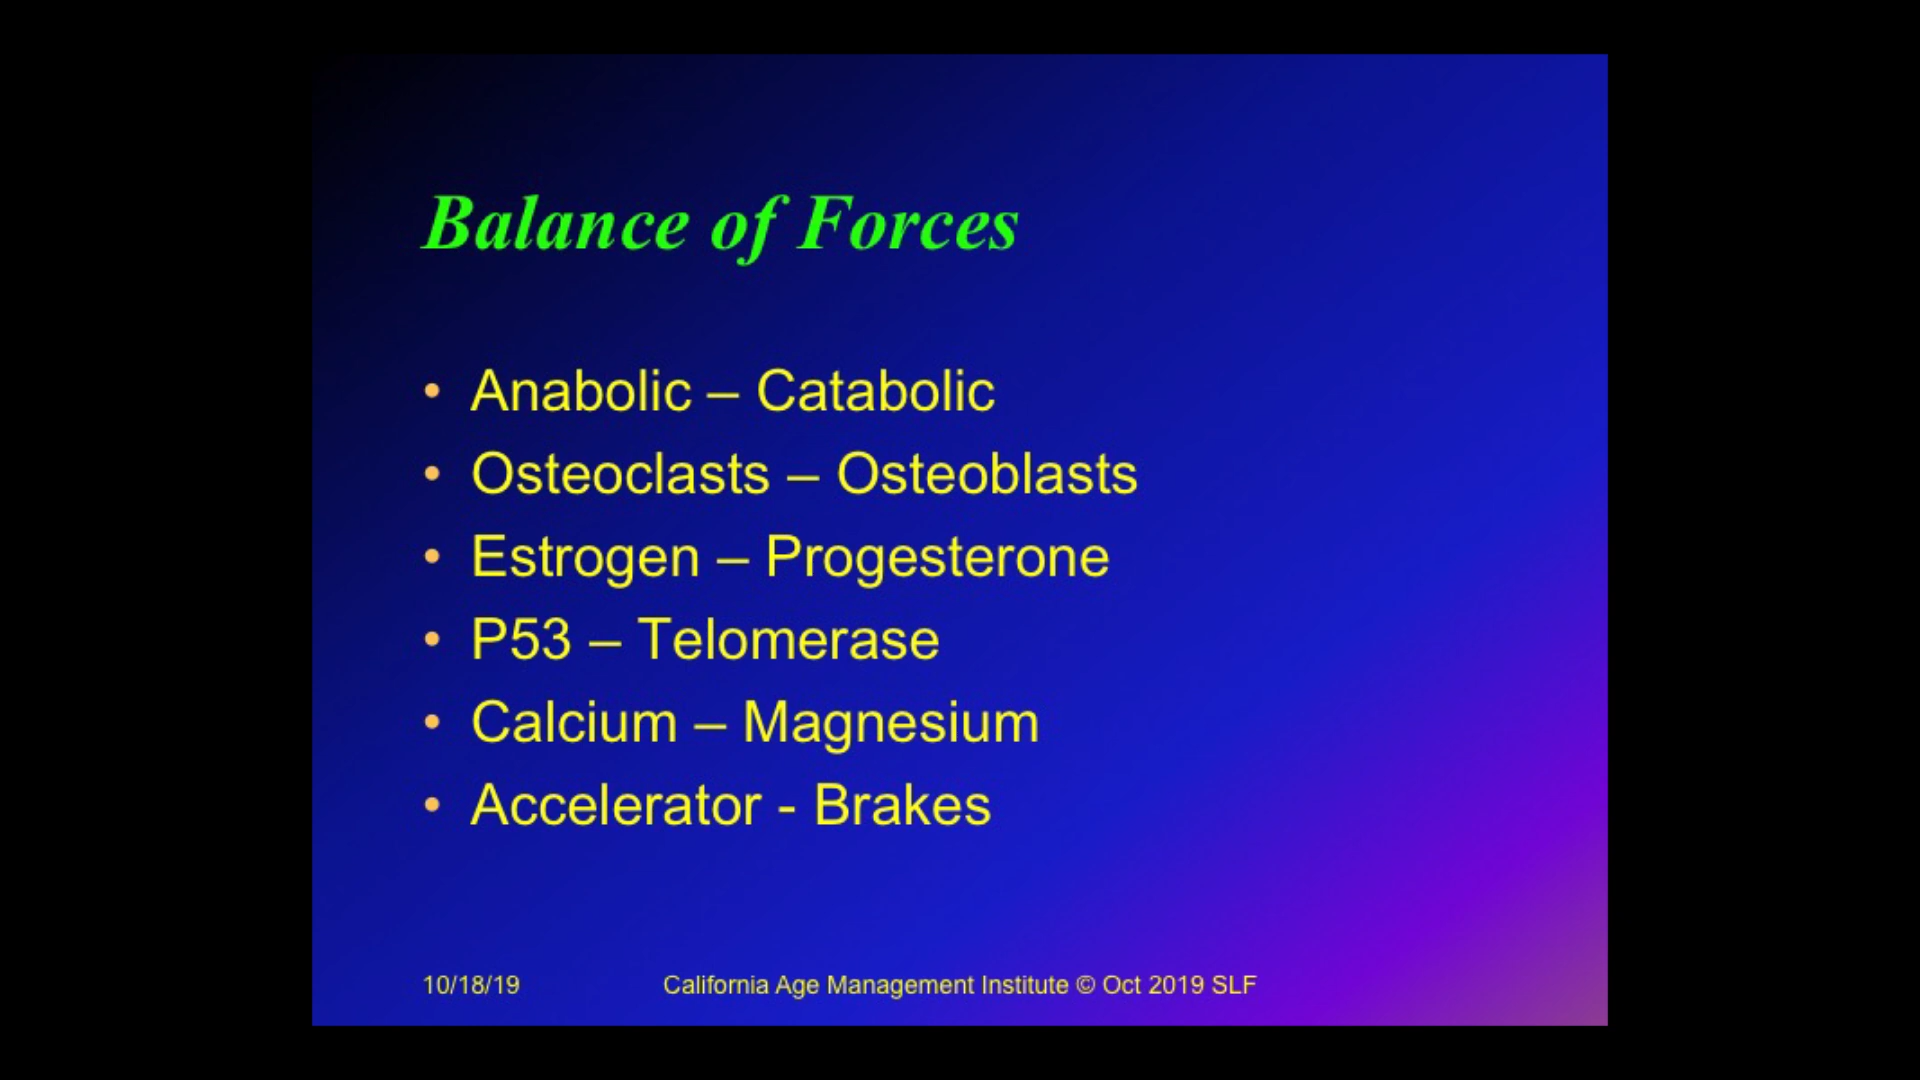 Balance of Forces
• Anabolic – Catabolic
• Osteoclasts – Osteoblasts
• Estrogen – Progesterone
• P53 – Telomerase
• Calcium – Magnesium
• Accelerator - Brakes
10/18/19 California Age Management Institute © Oct 2019 SLF